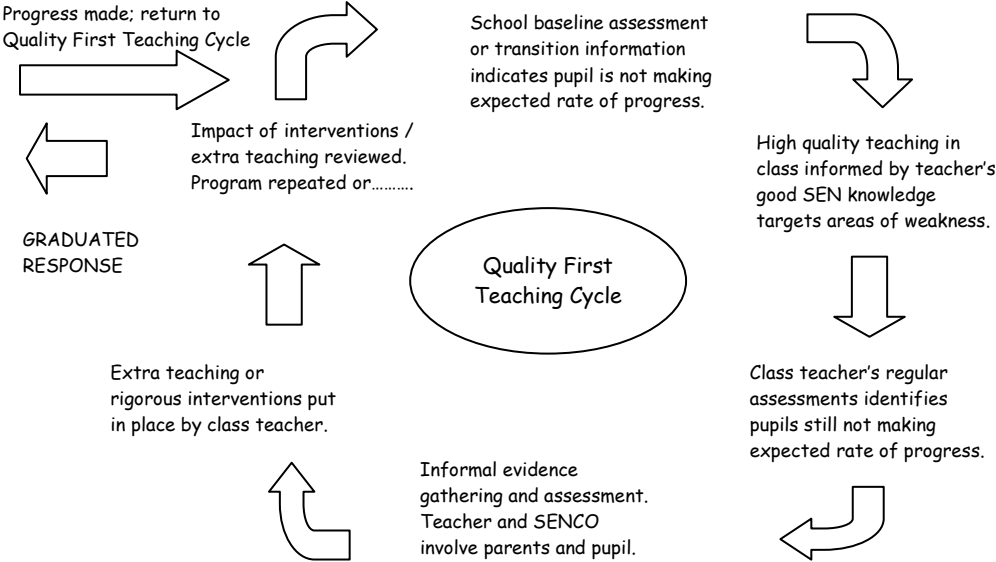 Progress made; return to
Quality First Teaching Cycle
School baseline assessment
or transition information
indicates pupil is not making
expected rate of progress.
High quality teaching in
class informed by teacher's
good SEN knowledge
targets areas of weakness.
Class teacher's regular
assessments identifies
pupils still not making
expected rate of progress.
Informal evidence
gathering and assessment.
Teacher and SENCO
involve parents and pupil.
Extra teaching or
rigorous interventions put
in place by class teacher.
Impact of interventions /
extra teaching reviewed.
Program repeated or……….
GRADUATED
RESPONSE
Quality First
Teaching Cycle